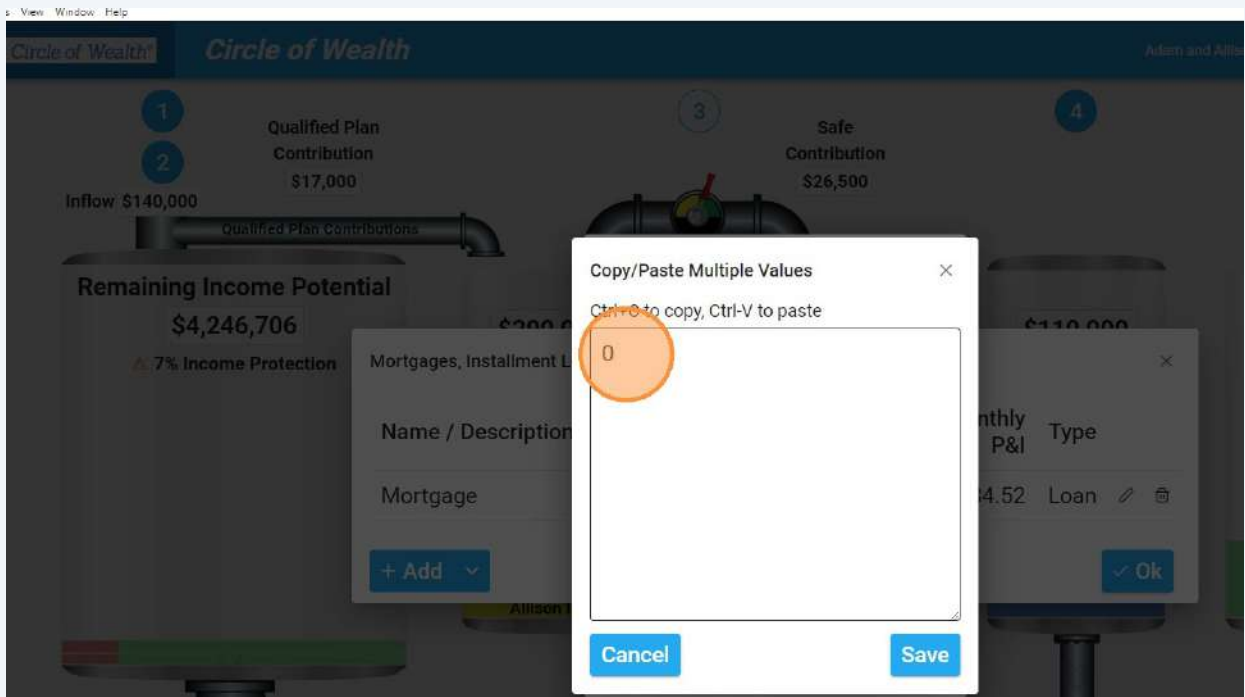 s View Window Help
Circle of Wealth®
Circle of Wealth
Adam and Allis
1
2
3
4
Qualified Plan
Contribution
$17,000
Safe
Contribution
$26,500
Inflow $140,000
Qualified Plan Contributions
Remaining Income Potential
$4,246,706
7% Income Protection
$110,000
Mortgages, Installment L
Name / Description
nthly
P&I
Type
Mortgage
4.52
Loan
+ Add
Ok
Allison
Copy/Paste Multiple Values
Ctrl+C to copy, Ctrl-V to paste
0
Cancel
Save